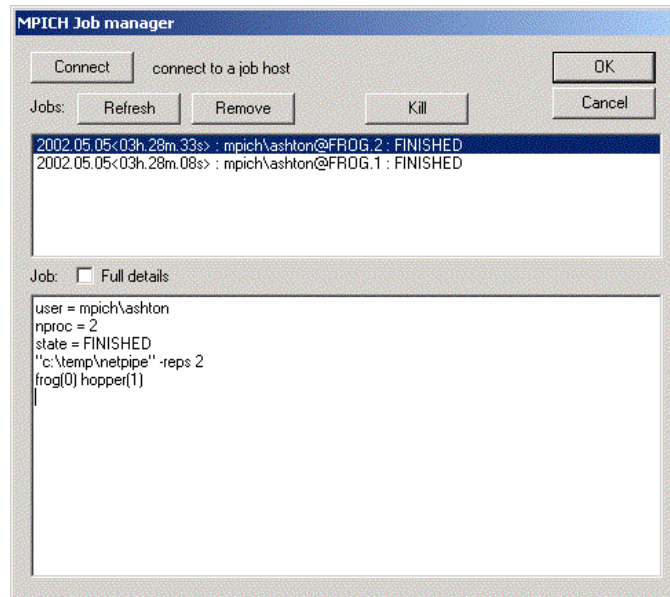 MPICH Job manager
Connect connect to a job host OK
Jobs: Refresh Remove Kill Cancel
2002.05.05<03h.28m.33s> : mpich\ashton@FROG.2 : FINISHED
2002.05.05<03h.28m.08s> : mpich\ashton@FROG.1 : FINISHED
Job: Full details
user = mpich\ashton
nproc = 2
state = FINISHED
"c:\temp\netpipe" -reps 2
frog(0) hopper(1)